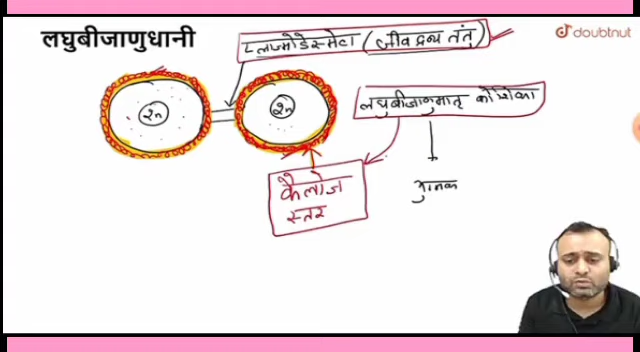 लघुबीजाणुधानी
प्लाज्मोडेस्मेटा (जीव द्रव्य तंतु)
doubtnut
2n
2n
लघुबीजाणुमातृ कोशिका
कैलोज
स्तर